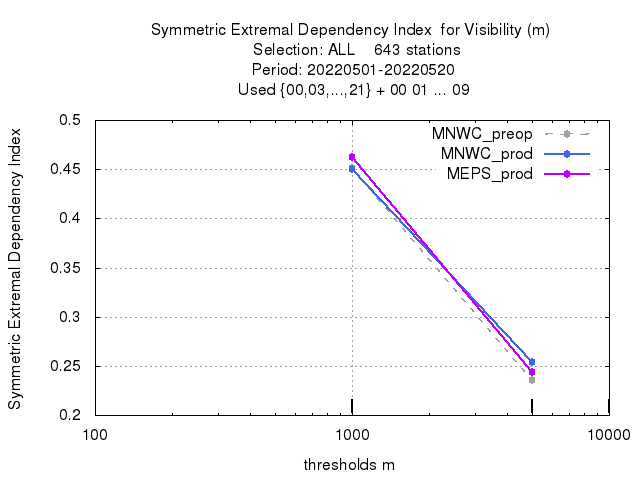 Symmetric Extremal Dependency Index  for Visibility (m)
Selection: ALL    643 stations
Period: 20220501-20220520
Used {00,03,...,21} + 00 01 ... 09
Symmetric Extremal Dependency Index
0.5
0.45
0.4
0.35
0.3
0.25
0.2
MNWC_preop
MNWC_prod
MEPS_prod
100
1000
10000
thresholds m